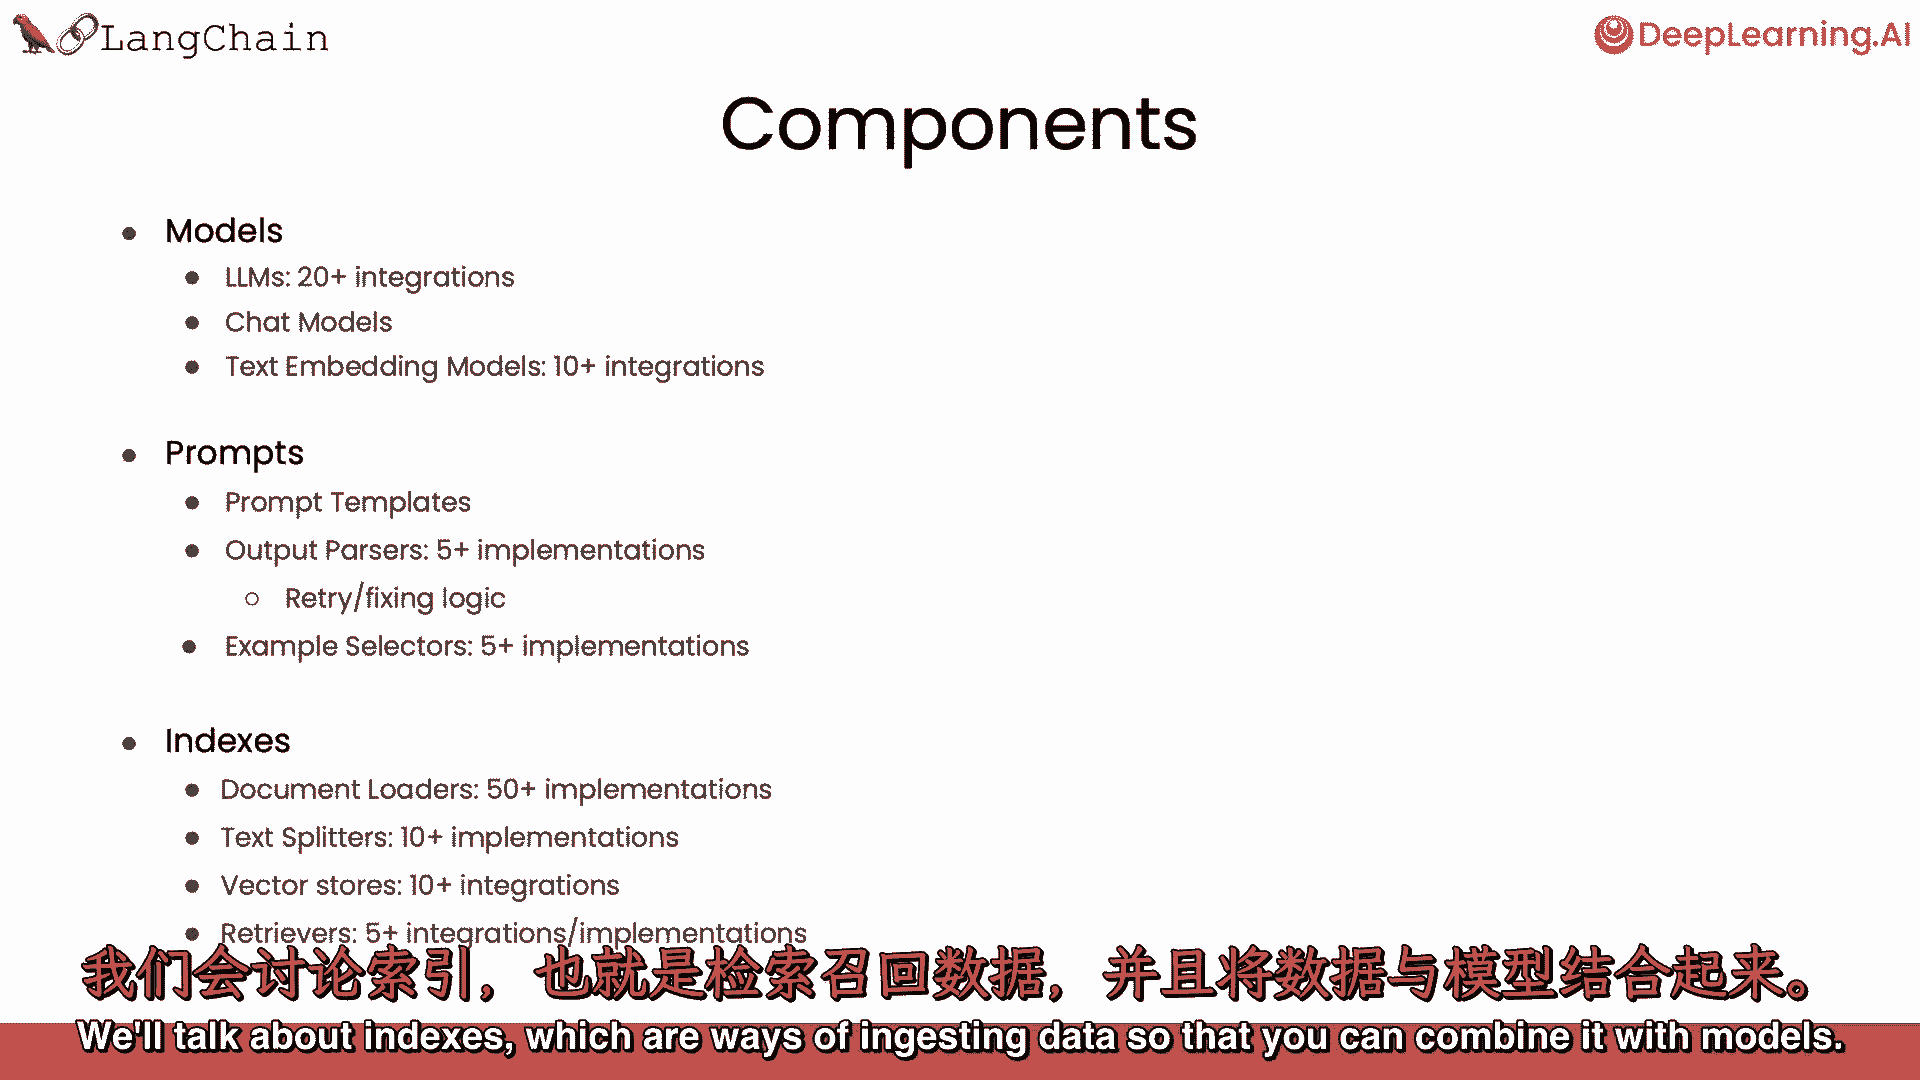 LangChain
DeepLearning.AI
Components
Models
LLMs: 20+ integrations
Chat Models
Text Embedding Models: 10+ integrations
Prompts
Prompt Templates
Output Parsers: 5+ implementations
Retry/fixing logic
Example Selectors: 5+ implementations
Indexes
Document Loaders: 50+ implementations
Text Splitters: 10+ implementations
Vector stores: 10+ integrations
Retrievers: 5+ integrations/implementations
我们会讨论索引，也就是检索召回数据，并且将数据与模型结合起来。
We'll talk about indexes, which are ways of ingesting data so that you can combine it with models.